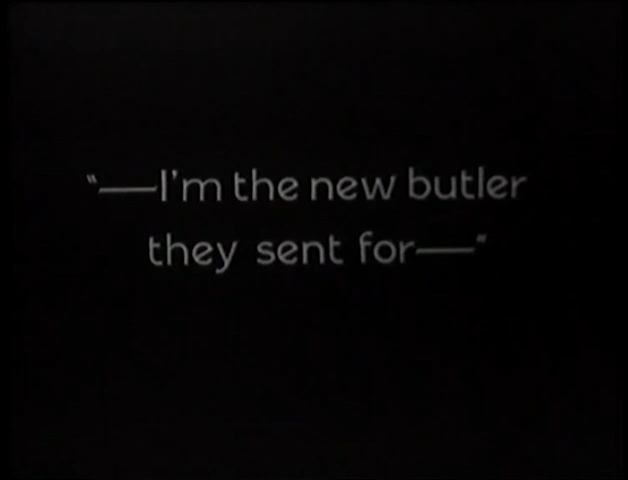 "——I'm the new butler
they sent for——"